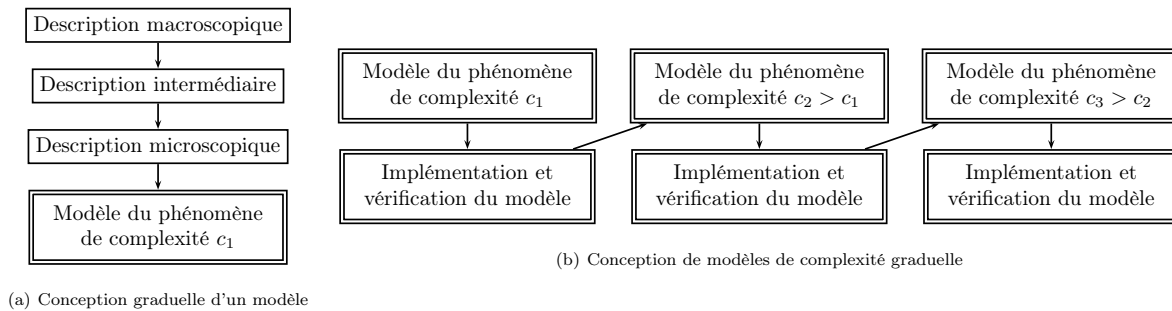 Description macroscopique
Description intermédiaire
Description microscopique
Modèle du phénomène
de complexité c₁
(a) Conception graduelle d'un modèle
Modèle du phénomène
de complexité c₁
Implémentation et
vérification du modèle
Modèle du phénomène
de complexité c₂ > c₁
Implémentation et
vérification du modèle
Modèle du phénomène
de complexité c₃ > c₂
Implémentation et
vérification du modèle
(b) Conception de modèles de complexité graduelle